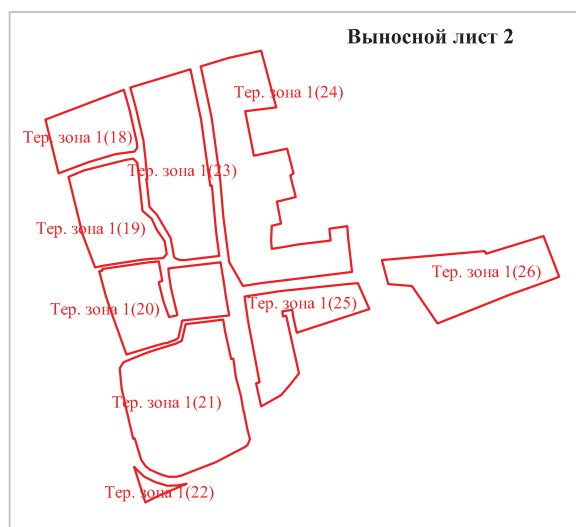 Выносной лист 2
Тер. зона 1(24)
Тер. зона 1(18)
Тер. зона 1(23)
Тер. зона 1(19)
Тер. зона 1(26)
Тер. зона 1(20)
Тер. зона 1(25)
Тер. зона 1(21)
Тер. зона 1(22)